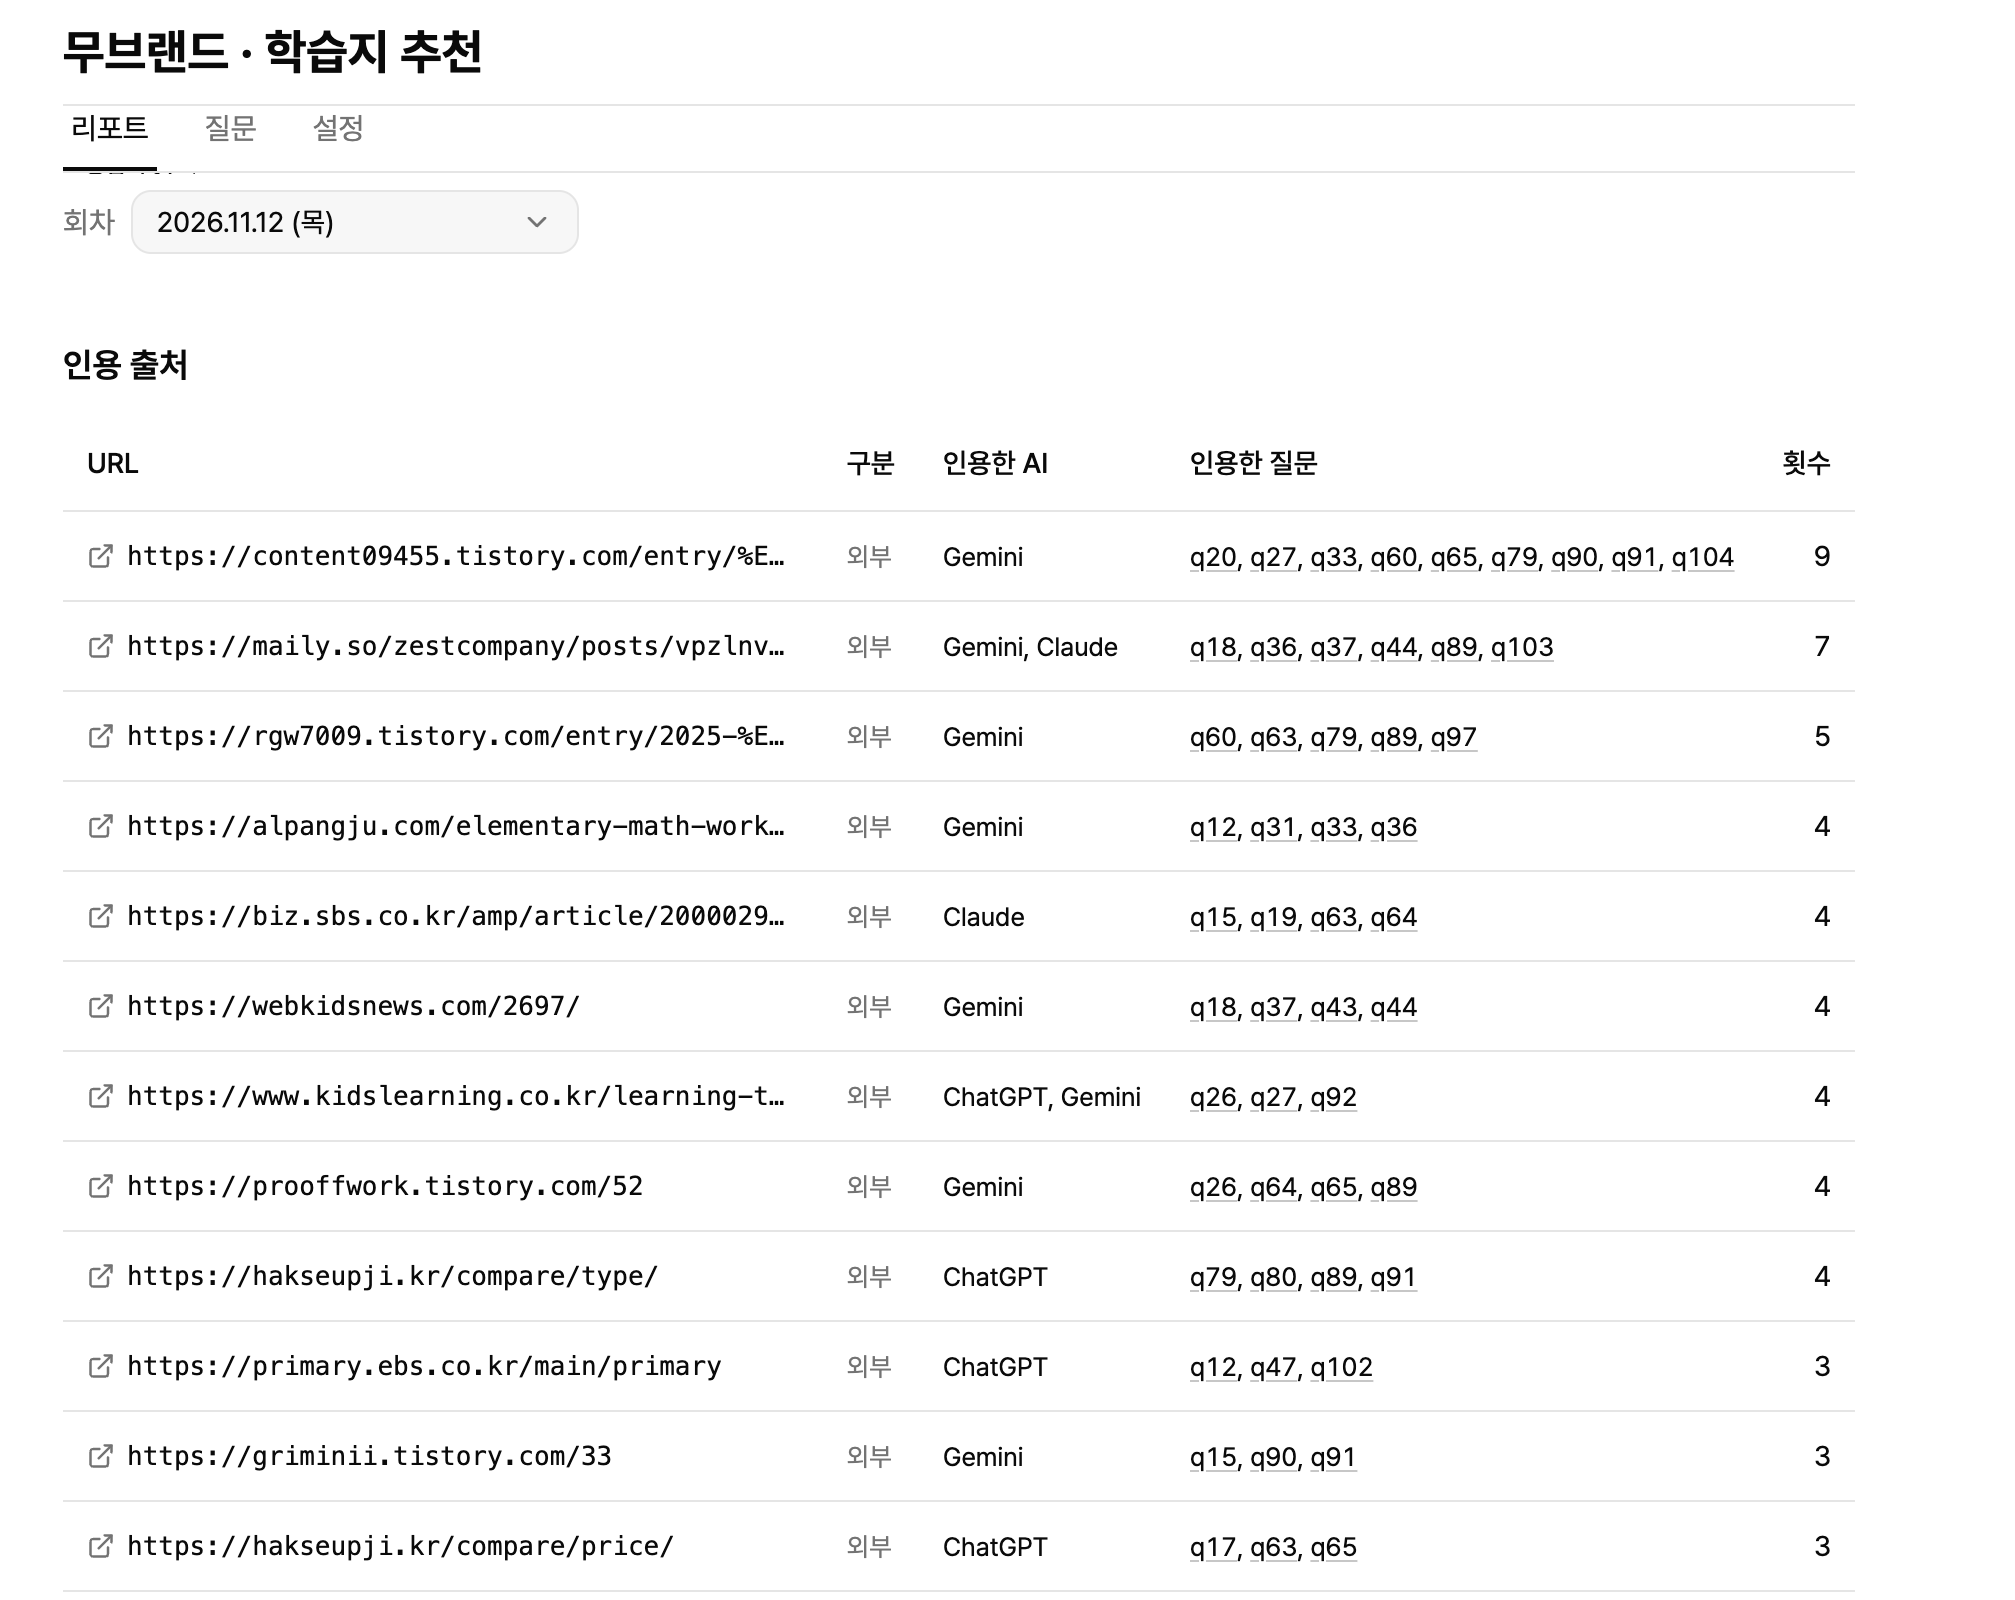 무브랜드 · 학습지 추천
리포트 질문 설정
회차 2026.11.12 (목)
인용 출처
URL 구분 인용한 AI 인용한 질문 횟수
https://content09455.tistory.com/entry/%E… 외부 Gemini q20, q27, q33, q60, q65, q79, q90, q91, q104 9
https://maily.so/zestcompany/posts/vpzlnv… 외부 Gemini, Claude q18, q36, q37, q44, q89, q103 7
https://rgw7009.tistory.com/entry/2025-%E… 외부 Gemini q60, q63, q79, q89, q97 5
https://alpangju.com/elementary-math-work… 외부 Gemini q12, q31, q33, q36 4
https://biz.sbs.co.kr/amp/article/2000029… 외부 Claude q15, q19, q63, q64 4
https://webkidsnews.com/2697/ 외부 Gemini q18, q37, q43, q44 4
https://www.kidslearning.co.kr/learning-t… 외부 ChatGPT, Gemini q26, q27, q92 4
https://prooffwork.tistory.com/52 외부 Gemini q26, q64, q65, q89 4
https://hakseupji.kr/compare/type/ 외부 ChatGPT q79, q80, q89, q91 4
https://primary.ebs.co.kr/main/primary 외부 ChatGPT q12, q47, q102 3
https://griminii.tistory.com/33 외부 Gemini q15, q90, q91 3
https://hakseupji.kr/compare/price/ 외부 ChatGPT q17, q63, q65 3